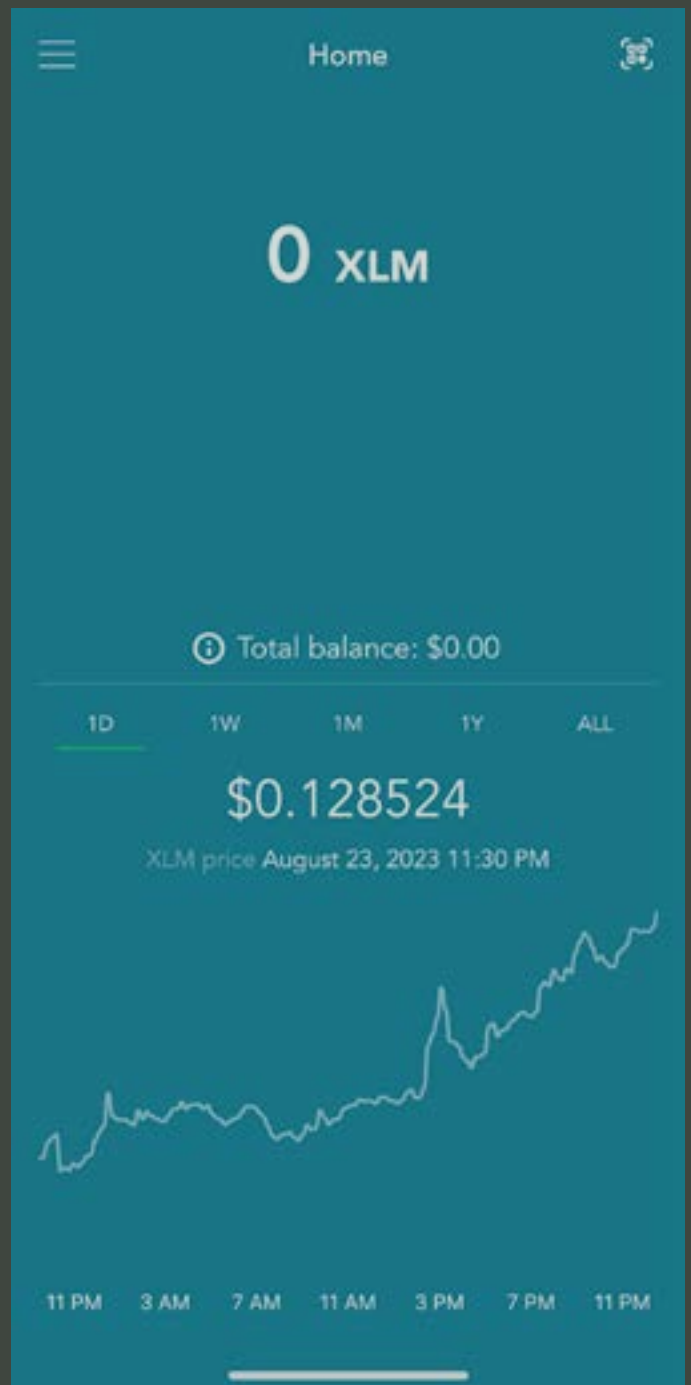 Home
0 XLM
Total balance: $0.00
1D 1W 1M 1Y ALL
$0.128524
XLM price August 23, 2023 11:30 PM
11 PM 3 AM 7 AM 11 AM 3 PM 7 PM 11 PM